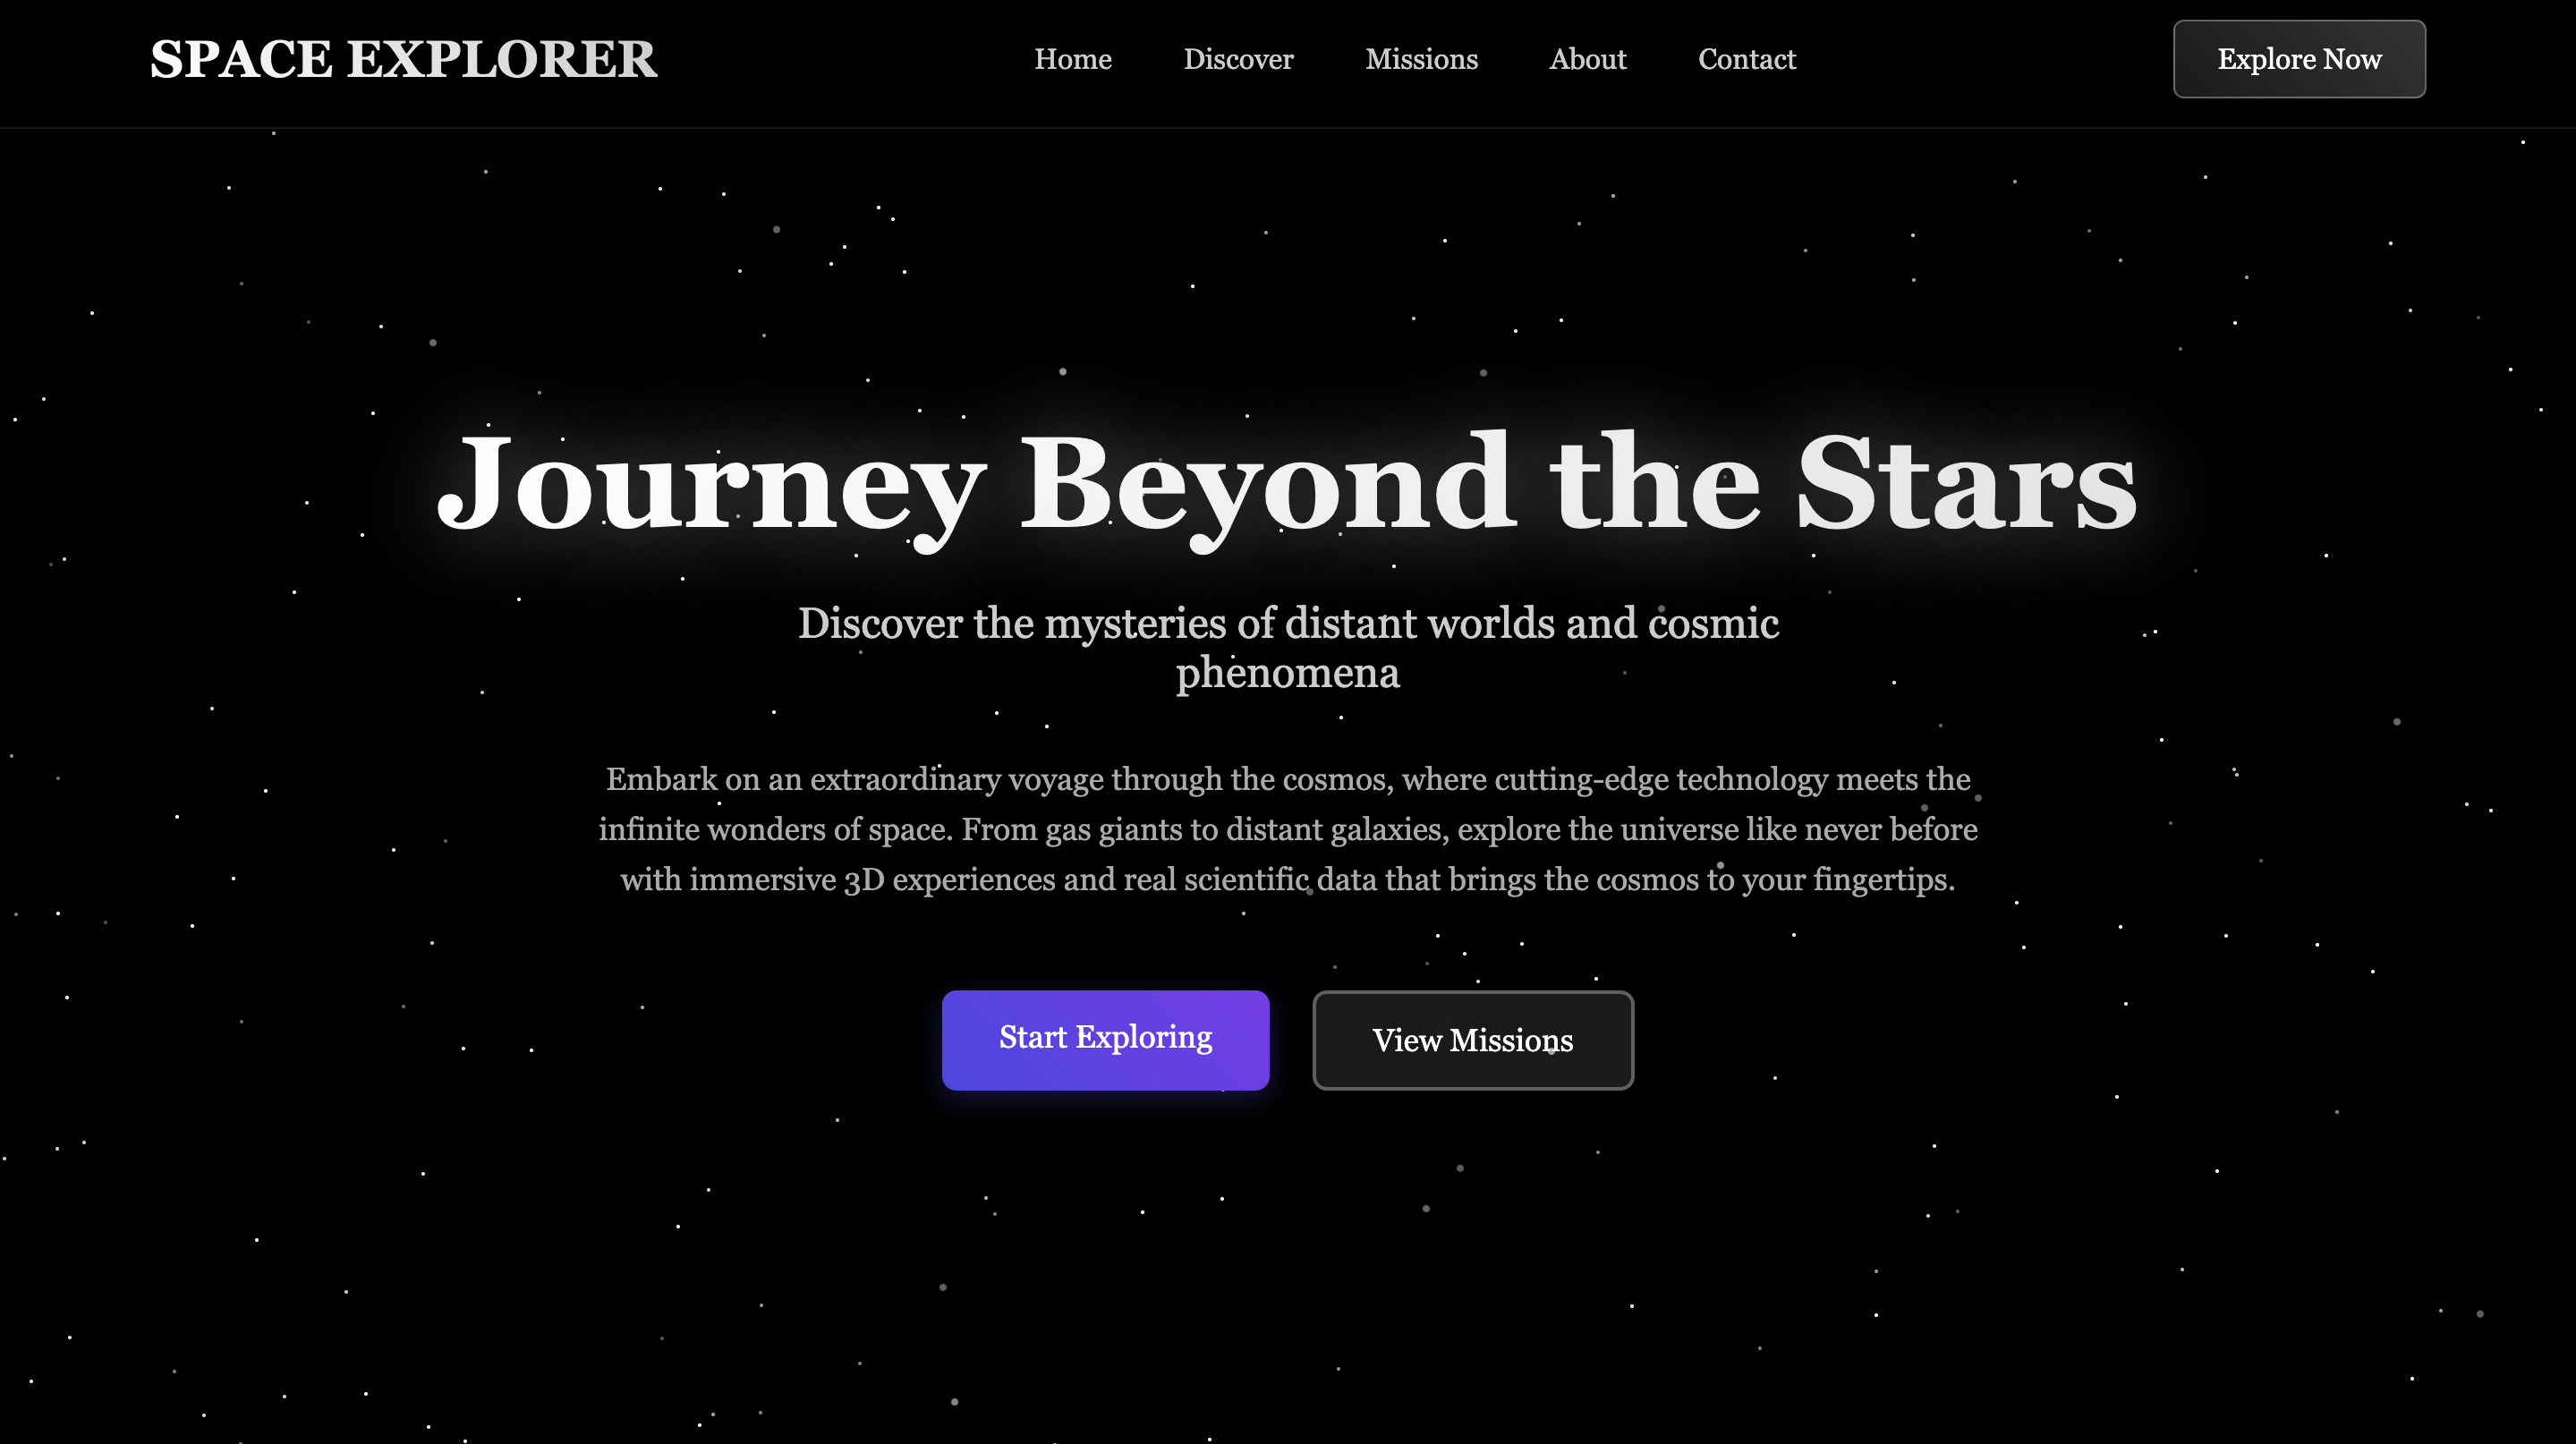 SPACE EXPLORER
Home
Discover
Missions
About
Contact
Explore Now
Journey Beyond the Stars
Discover the mysteries of distant worlds and cosmic
phenomena
Embark on an extraordinary voyage through the cosmos, where cutting-edge technology meets the
infinite wonders of space. From gas giants to distant galaxies, explore the universe like never before
with immersive 3D experiences and real scientific data that brings the cosmos to your fingertips.
Start Exploring
View Missions